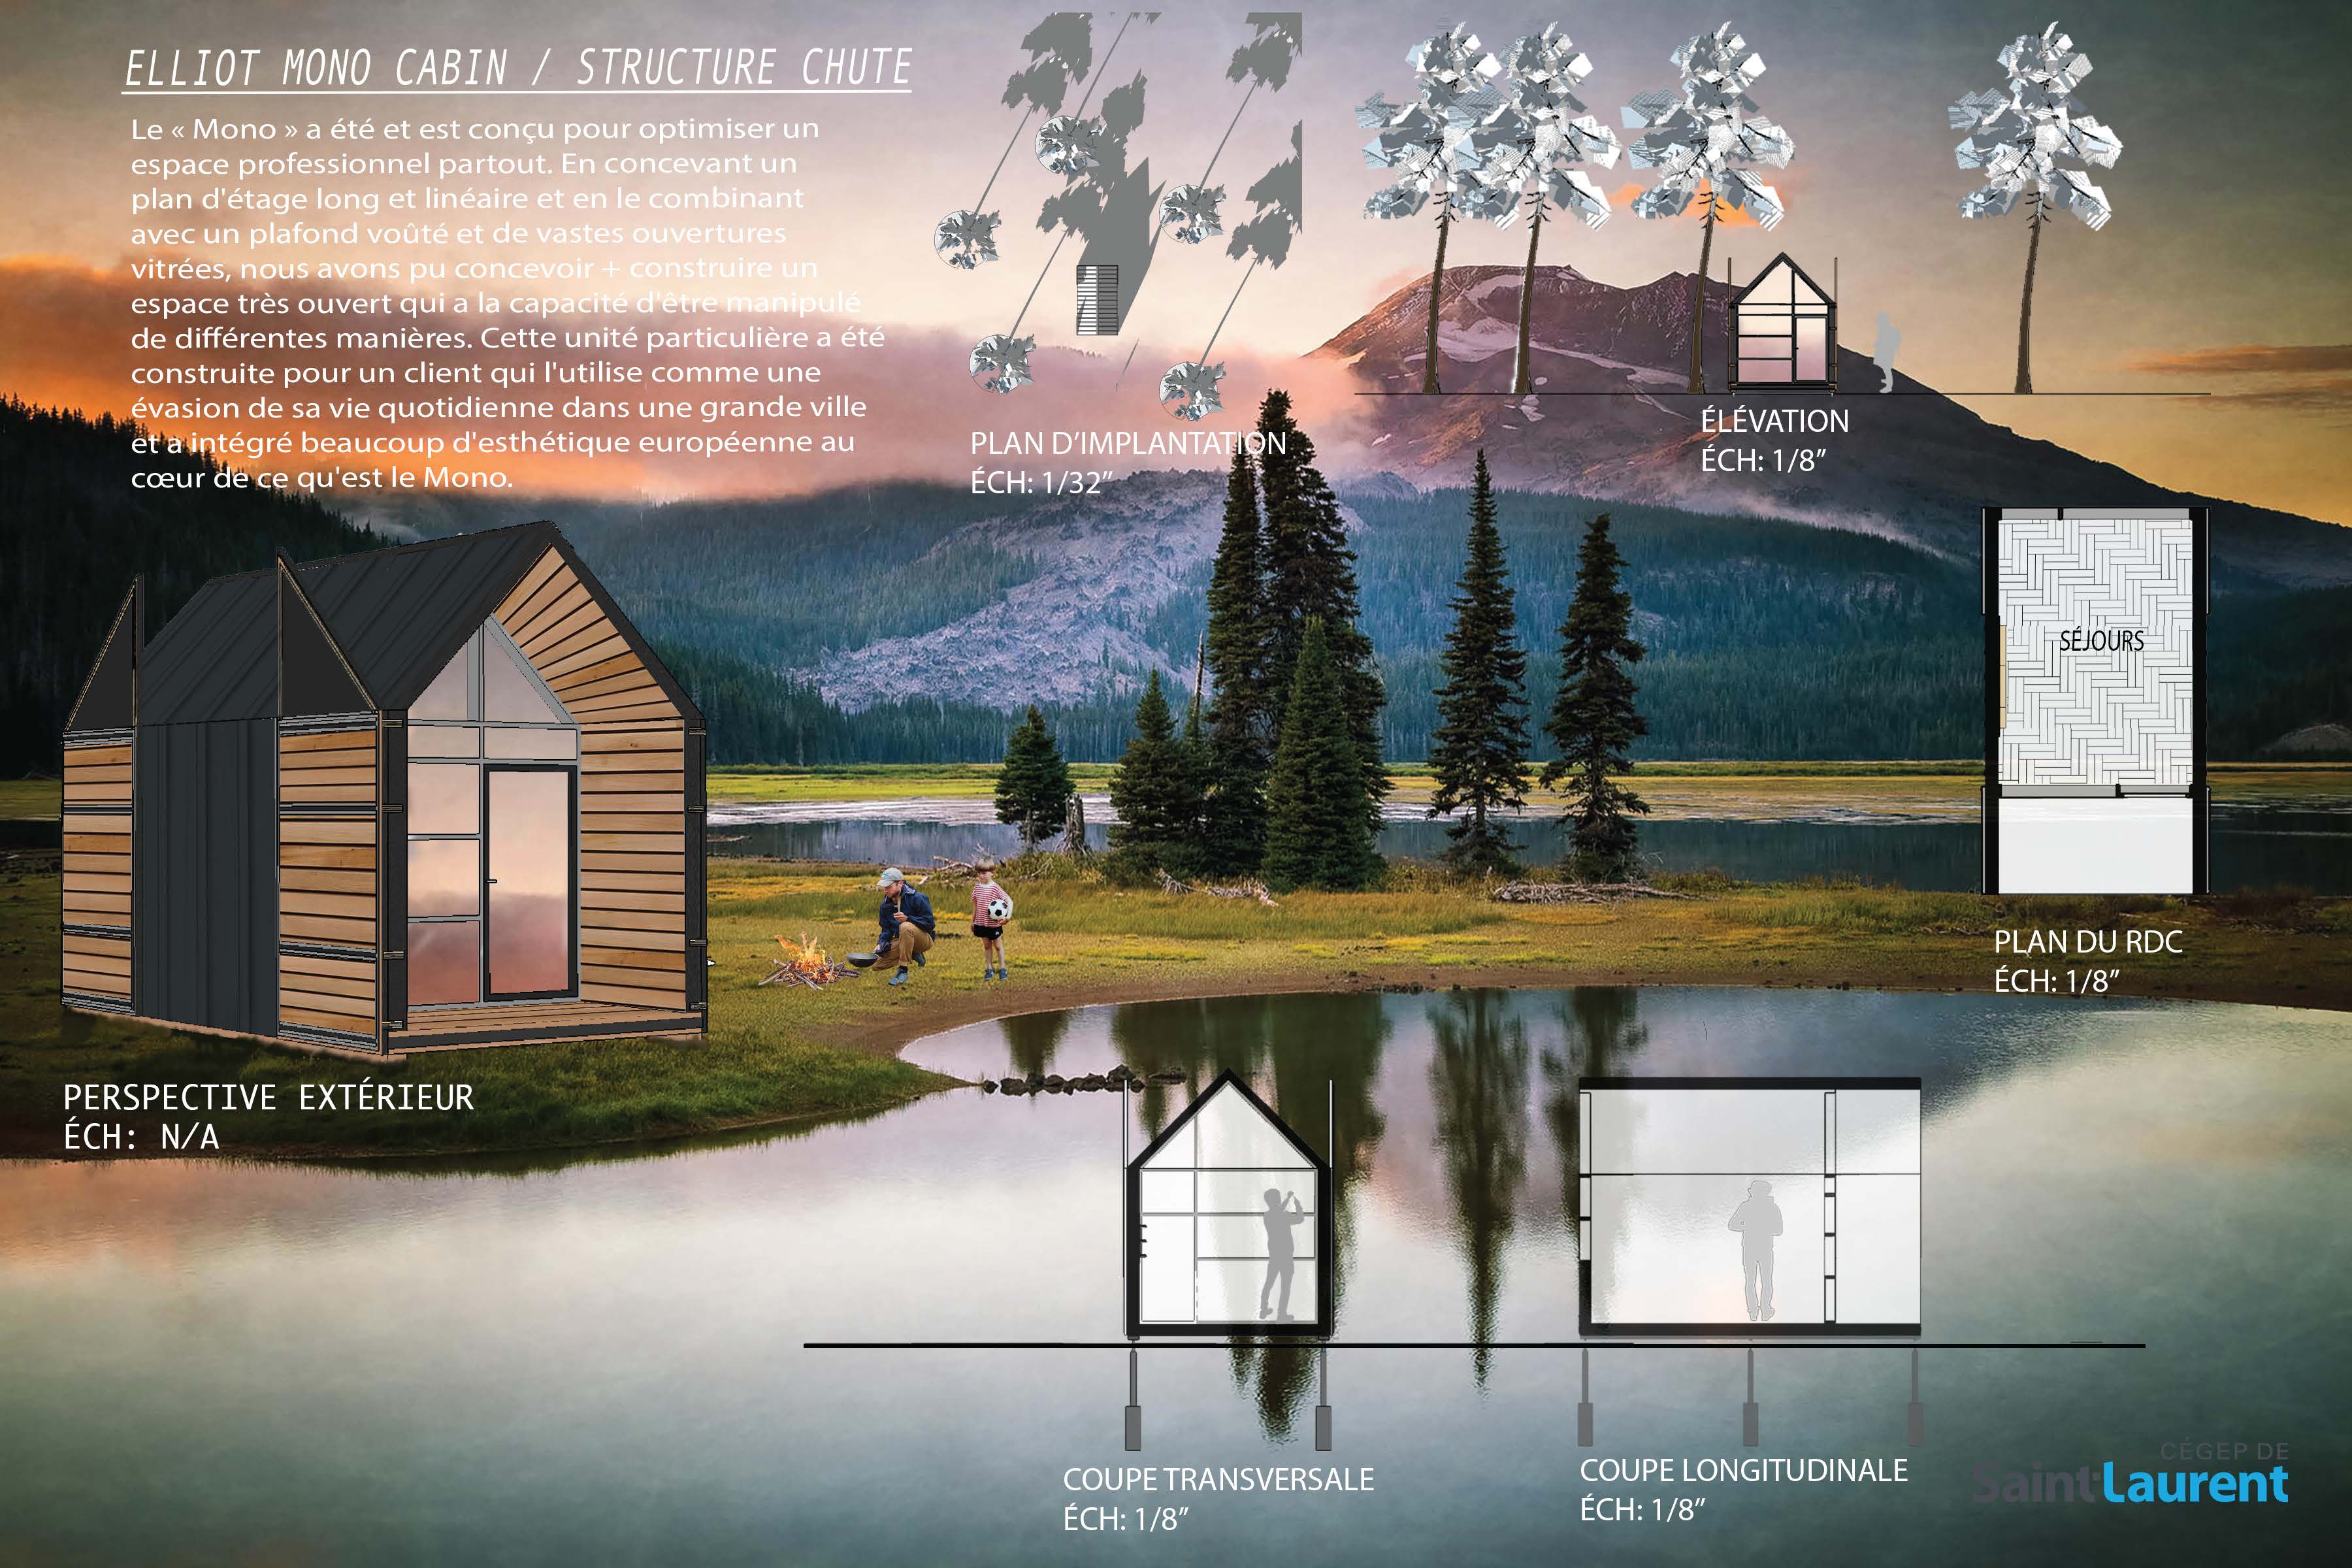 ELLIOT MONO CABIN / STRUCTURE CHUTE
Le « Mono » a été et est conçu pour optimiser un
espace professionnel partout. En concevant un
plan d'étage long et linéaire et en le combinant
avec un plafond voûté et de vastes ouvertures
vitrées, nous avons pu concevoir + construire un
espace très ouvert qui a la capacité d'être manipulé
de différentes manières. Cette unité particulière a été
construite pour un client qui l'utilise comme une
évasion de sa vie quotidienne dans une grande ville
et a intégré beaucoup d'esthétique européenne au
cœur de ce qu'est le Mono.
PLAN D’IMPLANTATION
ÉCH: 1/32”
ÉLÉVATION
ÉCH: 1/8”
SÉJOURS
PLAN DU RDC
ÉCH: 1/8”
PERSPECTIVE EXTÉRIEUR
ÉCH: N/A
COUPE TRANSVERSALE
ÉCH: 1/8”
COUPE LONGITUDINALE
ÉCH: 1/8”
CÉGEP DE
Saint-Laurent